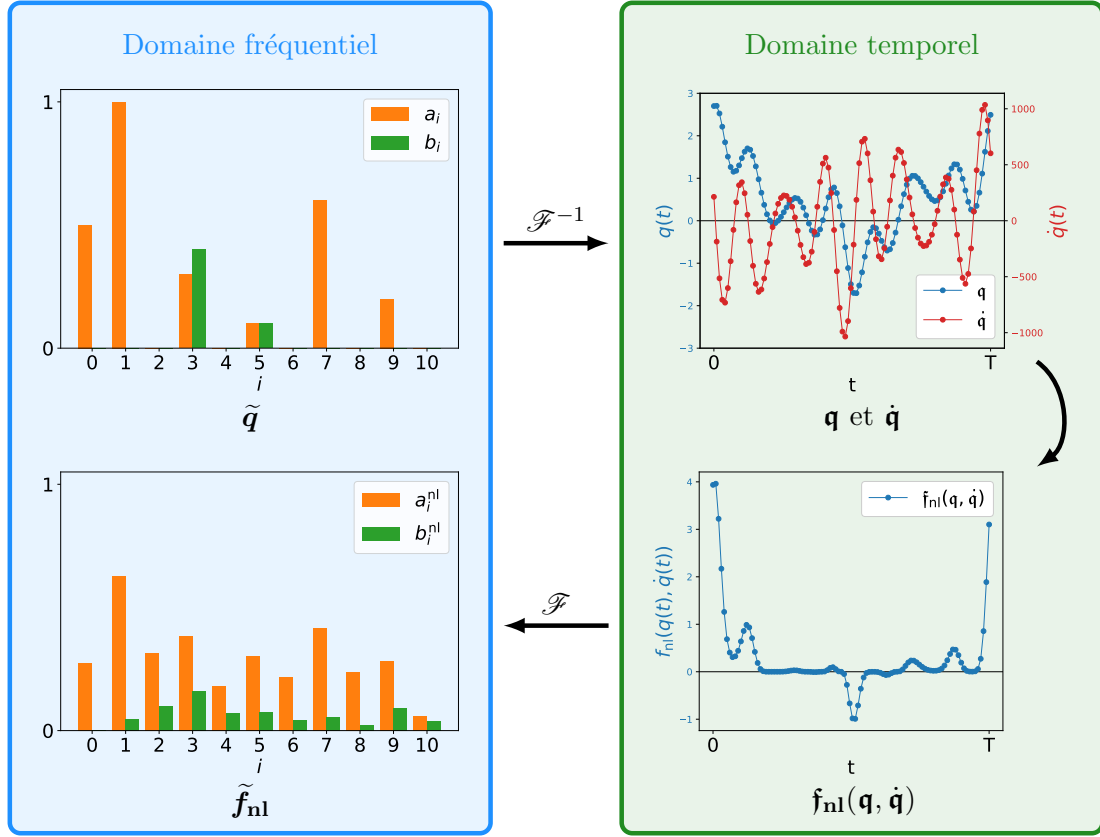 Domaine fréquentiel
1
0
a_i
b_i
0 1 2 3 4 5 6 7 8 9 10
i
q̃
ℱ⁻¹
Domaine temporel
3
2
1
0
−1
−2
−3
q(t)
1000
500
0
−500
−1000
q̇(t)
𝔮
𝔮̇
0 T
t
𝔮 et 𝔮̇
1
0
a_i^nl
b_i^nl
0 1 2 3 4 5 6 7 8 9 10
i
f̃_nl
ℱ
4
3
2
1
0
−1
f_nl(q(t), q̇(t))
𝔣_nl(𝔮, 𝔮̇)
0 T
t
𝔣_nl(𝔮, 𝔮̇)